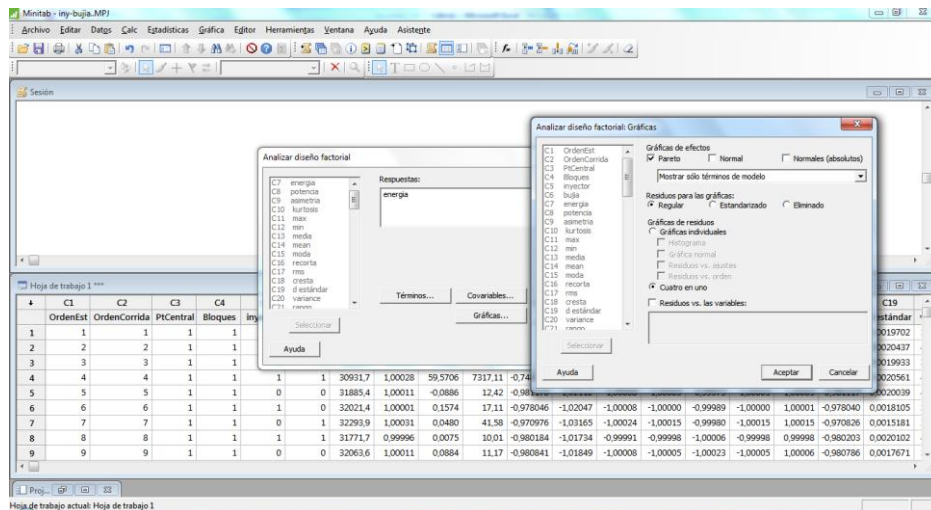 Minitab - iny-bujia..MPJ
Archivo Editar Datos Calc Estadísticas Gráfica Editor Herramientas Ventana Ayuda Asistente
Sesión
Analizar diseño factorial
C7 energia
C8 potencia
C9 asimetria
C10 kurtosis
C11 max
C12 min
C13 media
C14 mean
C15 moda
C16 recorta
C17 rms
C18 cresta
C19 d estándar
C20 variance
C21 rango
Respuestas:
energia
Términos...
Covariables...
Gráficas...
Seleccionar
Ayuda
Analizar diseño factorial: Gráficas
C1 OrdenEst
C2 OrdenCorrida
C3 PtCentral
C4 Bloques
C5 inyector
C6 bujia
C7 energia
C8 potencia
C9 asimetria
C10 kurtosis
C11 max
C12 min
C13 media
C14 mean
C15 moda
C16 recorta
C17 rms
C18 cresta
C19 d estándar
C20 variance
C21 rango
Gráficas de efectos
Pareto Normal Normales (absolutos)
Mostrar sólo términos de modelo
Residuos para las gráficas:
Regular Estandarizado Eliminado
Gráficas de residuos
Gráficas individuales
Histograma
Gráfica normal
Residuos vs. ajustes
Residuos vs. orden
Cuatro en uno
Residuos vs. las variables:
Seleccionar
Ayuda
Aceptar
Cancelar
Hoja de trabajo 1 ***
C1 C2 C3 C4 C19
OrdenEst OrdenCorrida PtCentral Bloques
1 1 1 1 1 0,0019702
2 2 2 1 1 0,0020437
3 3 3 1 1 0,0019933
4 4 4 1 1 1 1 30931,7 1,00028 59,5706 7317,11 0,0020561
5 5 5 1 1 0 0 31885,4 1,00011 -0,0886 12,42 0,0020039
6 6 6 1 1 1 0 32021,4 1,00001 0,1574 17,11 -0,978046 -1,02047 -1,00008 -1,00000 -0,99989 -1,00000 1,00001 -0,978040 0,0018105
7 7 7 1 1 0 1 32293,9 1,00031 0,0480 41,58 -0,970976 -1,03165 -1,00024 -1,00015 -0,99980 -1,00015 1,00015 -0,970826 0,0015181
8 8 8 1 1 1 1 31771,7 0,99996 0,0075 10,01 -0,980184 -1,01734 -0,99991 -0,99998 -1,00006 -0,99998 0,99998 -0,980203 0,0020102
9 9 9 1 1 0 0 32063,6 1,00011 0,0884 11,17 -0,980841 -1,01849 -1,00008 -1,00005 -1,00023 -1,00005 1,00006 -0,980786 0,0017671
Proj...
Hoja de trabajo actual: Hoja de trabajo 1